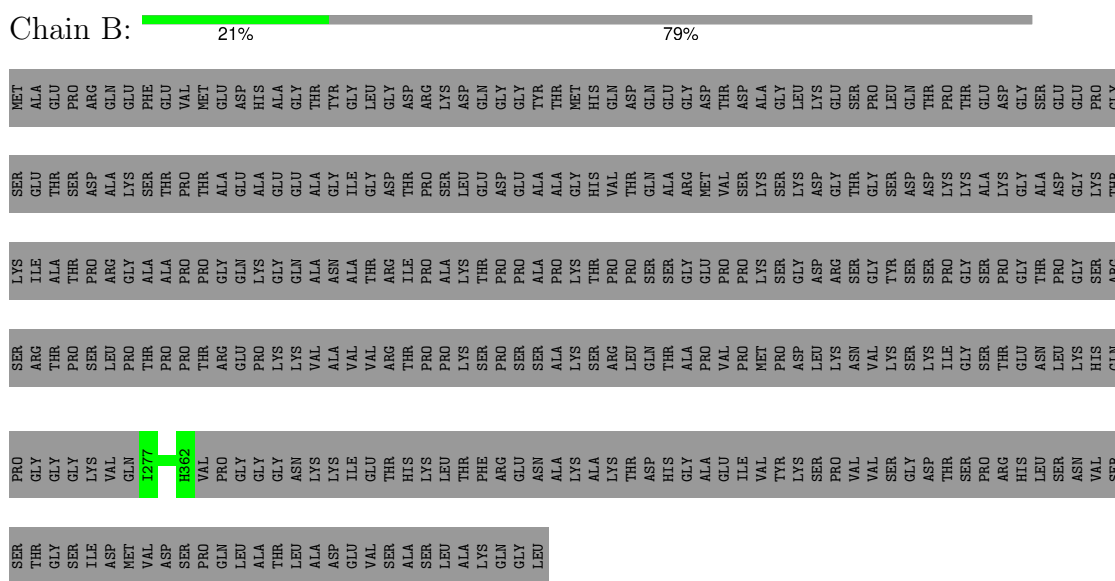 Chain B:
21% 79%
MET ALA GLU PRO ARG GLN GLU PHE GLU VAL MET GLU ASP HIS ALA GLY THR TYR GLY LEU GLY ASP ARG LYS ASP GLN GLY GLY TYR THR MET HIS GLN ASP GLN GLU GLY ASP THR ASP ALA GLY LEU LYS GLU SER PRO LEU GLN THR PRO THR GLU ASP GLY SER GLU GLU PRO GLY
SER GLU THR SER ASP ALA LYS SER THR PRO THR ALA GLU ALA GLU GLU ALA GLY ILE GLY ASP THR PRO SER LEU GLU ASP GLU ALA ALA GLY HIS VAL THR GLN ALA ARG MET VAL SER LYS SER LYS ASP GLY THR GLY SER ASP ASP LYS LYS ALA LYS GLY ALA ASP GLY LYS THR
LYS ILE ALA THR PRO ARG GLY ALA ALA PRO PRO GLY GLN LYS GLY GLN ALA ASN ALA THR ARG ILE PRO ALA LYS THR PRO PRO ALA PRO LYS THR PRO PRO SER SER GLY GLU PRO PRO LYS SER GLY ASP ARG SER GLY TYR SER SER PRO GLY SER PRO GLY THR PRO GLY SER ARG
SER ARG THR PRO SER LEU PRO THR PRO PRO THR ARG GLU PRO LYS LYS VAL ALA VAL VAL ARG THR PRO PRO LYS SER PRO SER SER ALA LYS SER ARG LEU GLN THR ALA PRO VAL PRO MET PRO ASP LEU LYS ASN VAL LYS SER LYS ILE GLY SER THR GLU ASN LEU LYS HIS GLN
PRO GLY GLY GLY LYS VAL GLN I277 H362 VAL PRO GLY GLY GLY ASN LYS LYS ILE GLU THR HIS LYS LEU THR PHE ARG GLU ASN ALA LYS ALA LYS THR ASP HIS GLY ALA GLU ILE VAL TYR LYS SER PRO VAL VAL SER GLY ASP THR SER PRO ARG HIS LEU SER ASN VAL SER
SER THR GLY SER ILE ASP MET VAL ASP SER PRO GLN LEU ALA THR LEU ALA ASP GLU VAL SER ALA SER LEU ALA LYS GLN GLY LEU